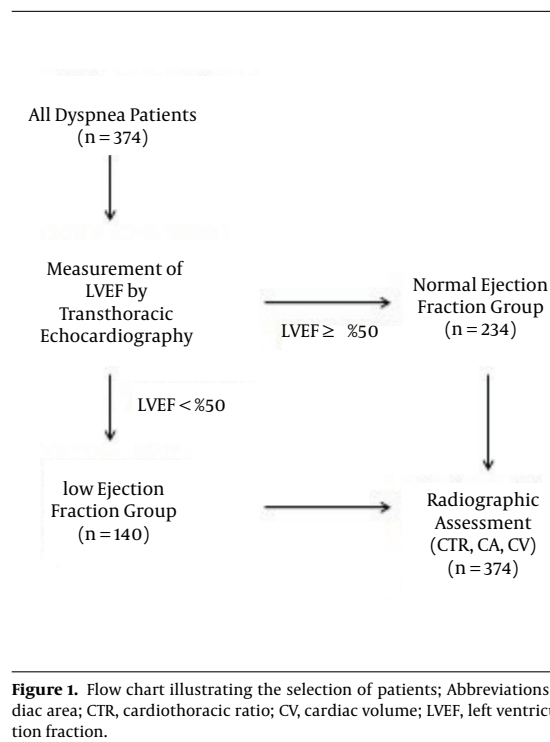 All Dyspnea Patients
(n = 374)
Measurement of
LVEF by
Transthoracic
Echocardiography
LVEF ≥ %50
Normal Ejection
Fraction Group
(n = 234)
LVEF < %50
low Ejection
Fraction Group
(n = 140)
Radiographic
Assessment
(CTR, CA, CV)
(n = 374)
Figure 1. Flow chart illustrating the selection of patients; Abbreviations
diac area; CTR, cardiothoracic ratio; CV, cardiac volume; LVEF, left ventric
tion fraction.